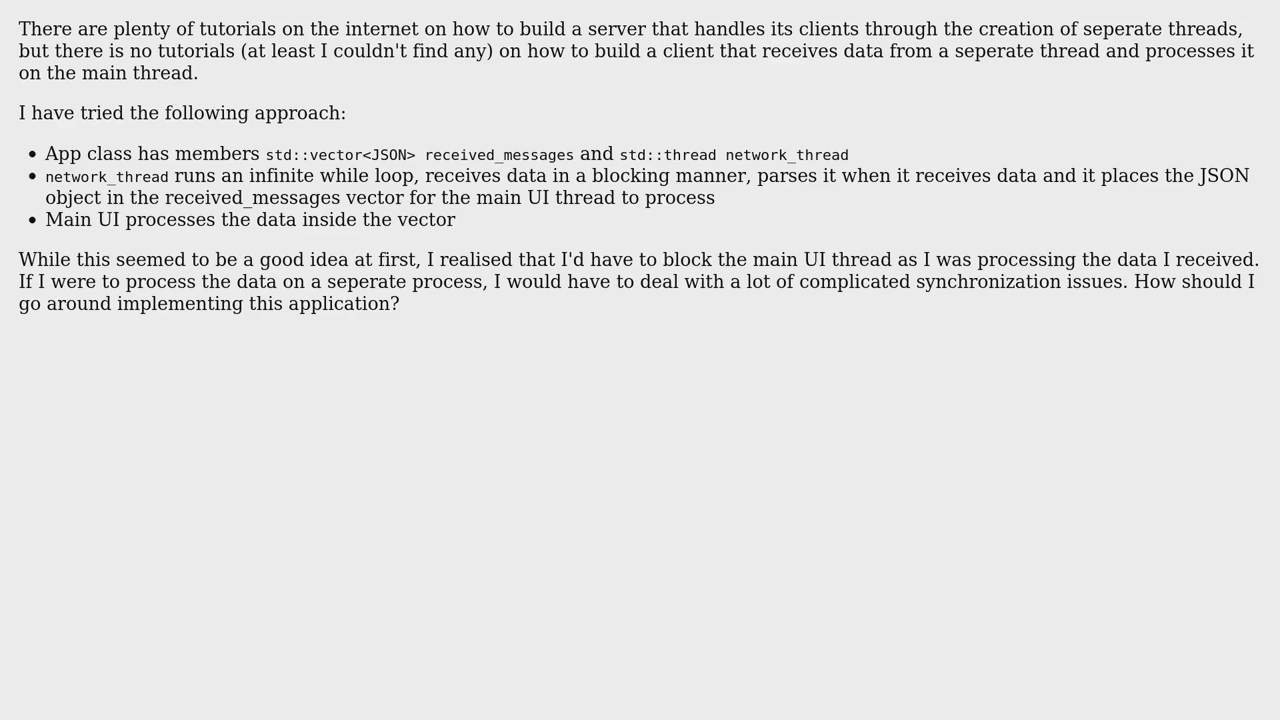 There are plenty of tutorials on the internet on how to build a server that handles its clients through the creation of seperate threads,
but there is no tutorials (at least I couldn't find any) on how to build a client that receives data from a seperate thread and processes it
on the main thread.
I have tried the following approach:
• App class has members std::vector<JSON> received_messages and std::thread network_thread
• network_thread runs an infinite while loop, receives data in a blocking manner, parses it when it receives data and it places the JSON
object in the received_messages vector for the main UI thread to process
• Main UI processes the data inside the vector
While this seemed to be a good idea at first, I realised that I'd have to block the main UI thread as I was processing the data I received.
If I were to process the data on a seperate process, I would have to deal with a lot of complicated synchronization issues. How should I
go around implementing this application?